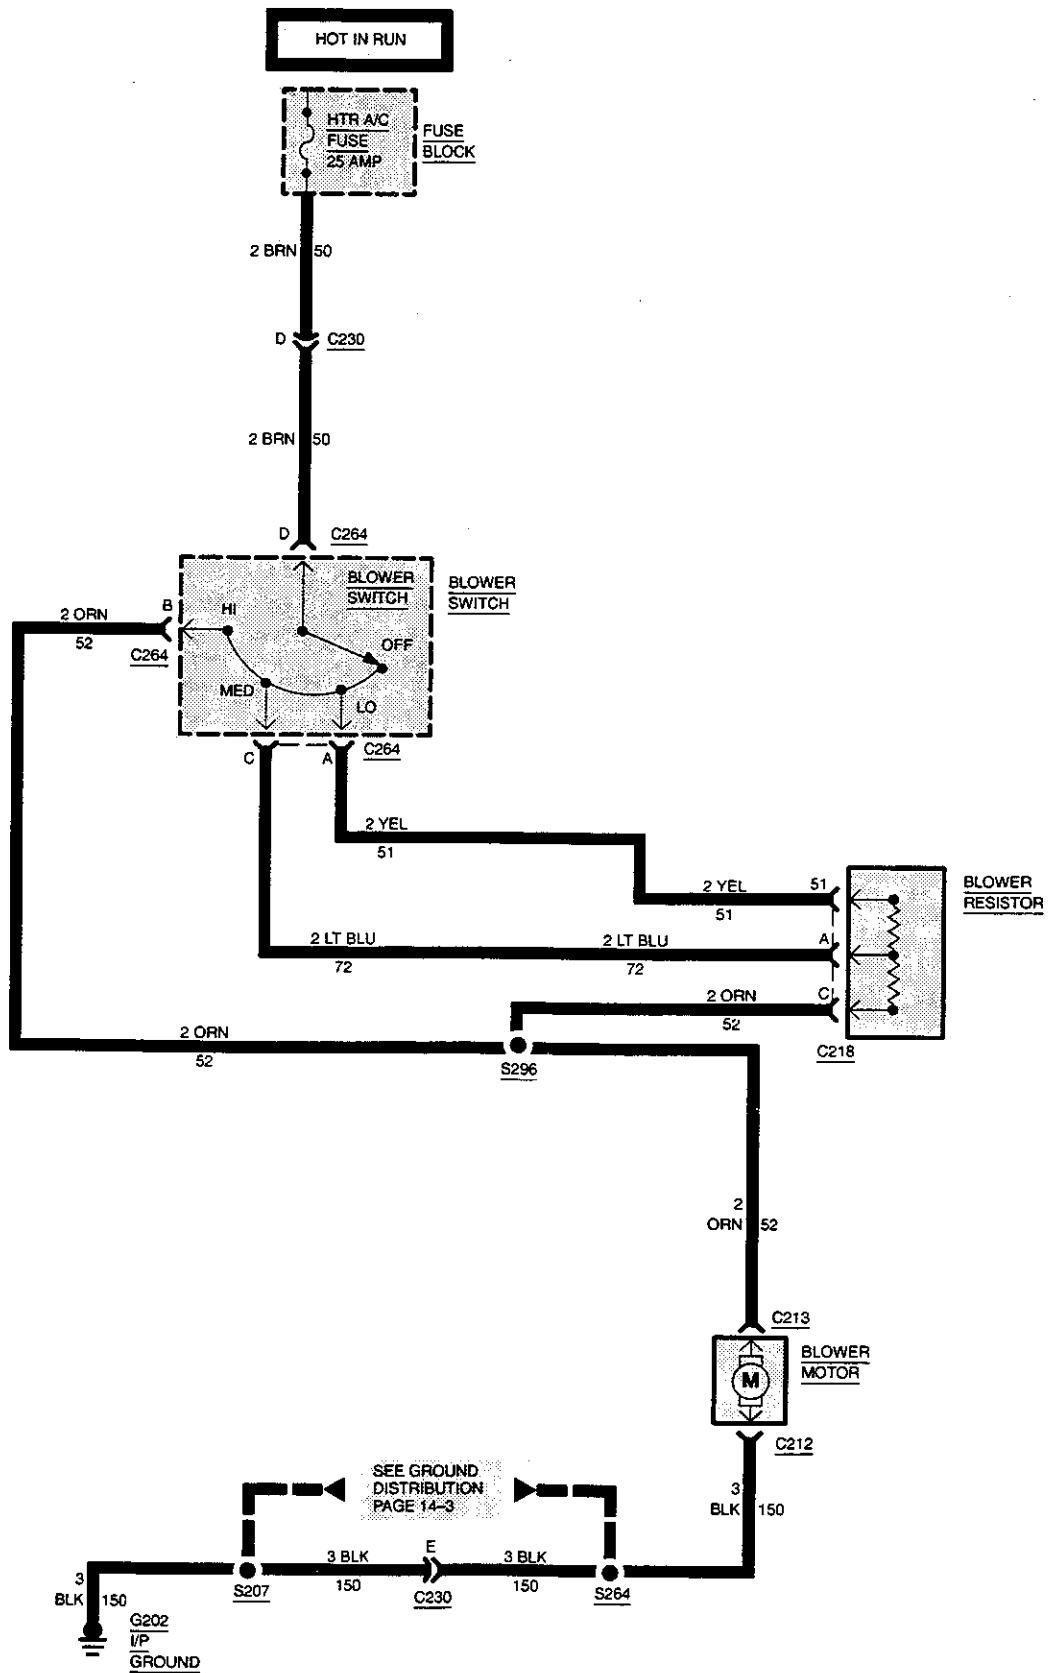 HOT IN RUN
HTR A/C
FUSE
25 AMP
FUSE
BLOCK
2 BRN 50
D C230
2 BRN 50
D C264
BLOWER
SWITCH
BLOWER
SWITCH
B
HI
2 ORN
52
C264
OFF
MED
LO
C A C264
2 YEL
51
2 YEL
51
51
BLOWER
RESISTOR
2 LT BLU
72
2 LT BLU
72
A
2 ORN
52
C
C218
2 ORN
52
S296
2
ORN 52
C213
BLOWER
MOTOR
M
C212
SEE GROUND
DISTRIBUTION
PAGE 14-3
3
BLK 150
E
3 BLK
150
C230
3 BLK
150
S207
S264
3
BLK 150
G202
I/P
GROUND